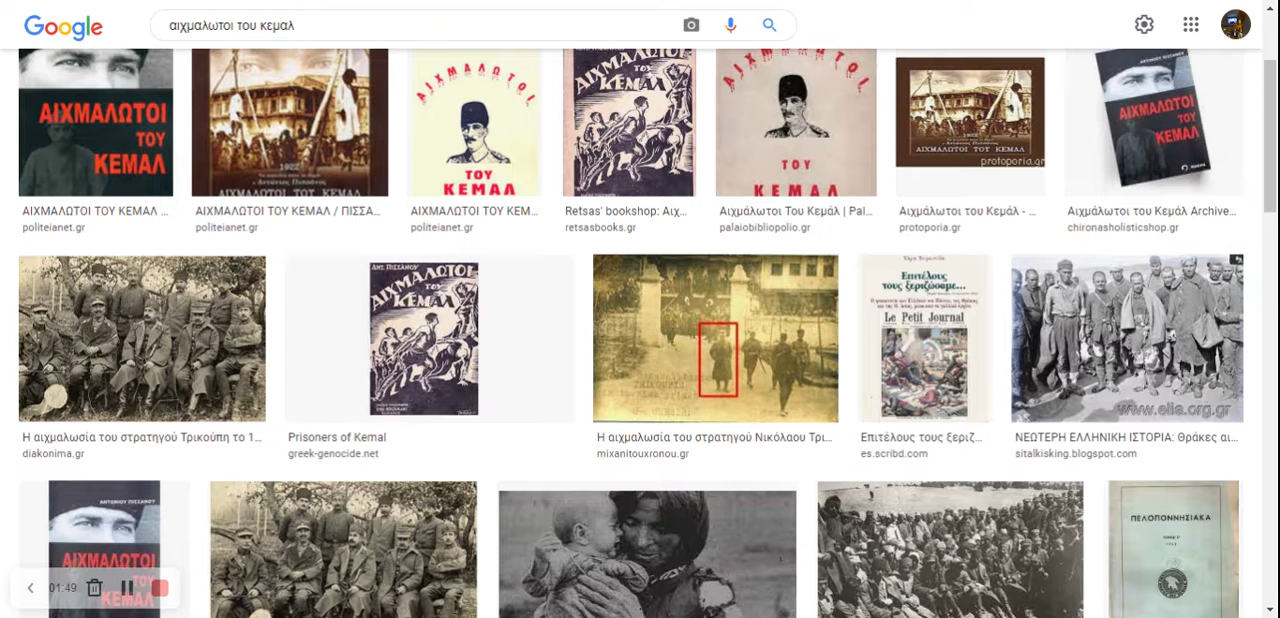 Google
αιχμαλωτοι του κεμαλ
ΑΙΧΜΑΛΩΤΟΙ
ΤΟΥ
ΚΕΜΑΛ
1922
ΑΙΧΜΑΛΩΤΟΙ ΤΟΥ ΚΕΜΑΛ
ΑΙΧΜΑΛΩΤΟΙ
ΤΟΥ
ΚΕΜΑΛ
ΑΙΧΜΑΛΩΤΟΙ
ΤΟΥ ΚΕΜΑΛ
ΑΙΧΜΑΛΩΤΟΙ
ΤΟΥ
ΚΕΜΑΛ
1922
ΑΙΧΜΑΛΩΤΟΙ ΤΟΥ ΚΕΜΑΛ
protoporia.gr
ΑΙΧΜΑΛΩΤΟΙ
ΤΟΥ
ΚΕΜΑΛ
ΑΙΧΜΑΛΩΤΟΙ ΤΟΥ ΚΕΜΑΛ ...
politeianet.gr
ΑΙΧΜΑΛΩΤΟΙ ΤΟΥ ΚΕΜΑΛ / ΠΙΣΣΑ...
politeianet.gr
ΑΙΧΜΑΛΩΤΟΙ ΤΟΥ ΚΕΜ...
politeianet.gr
Retsas' bookshop: Αιχ...
retsasbooks.gr
Αιχμάλωτοι Του Κεμάλ | Pal...
palaiobibliopolio.gr
Αιχμάλωτοι του Κεμάλ - ...
protoporia.gr
Αιχμάλωτοι του Κεμάλ Archive...
chironasholisticshop.gr
ΑΙΧΜΑΛΩΤΟΙ
ΤΟΥ ΚΕΜΑΛ
Επιτέλους
τους ξεριζώσαμε...
Le Petit Journal
www.elia.org.gr
Η αιχμαλωσία του στρατηγού Τρικούπη το 1...
diakonima.gr
Prisoners of Kemal
greek-genocide.net
Η αιχμαλωσία του στρατηγού Νικόλαου Τρι...
mixanitouxronou.gr
Επιτέλους τους ξεριζ...
es.scribd.com
ΝΕΩΤΕΡΗ ΕΛΛΗΝΙΚΗ ΙΣΤΟΡΙΑ: Θράκες αι...
sitalkisking.blogspot.com
ΑΝΤΩΝΙΟΥ ΠΙΣΣΑΝΟΥ
ΑΙΧΜΑΛΩΤΟΙ
ΤΟΥ
ΚΕΜΑΛ
01:49
ΠΕΛΟΠΟΝΝΗΣΙΑΚΑ